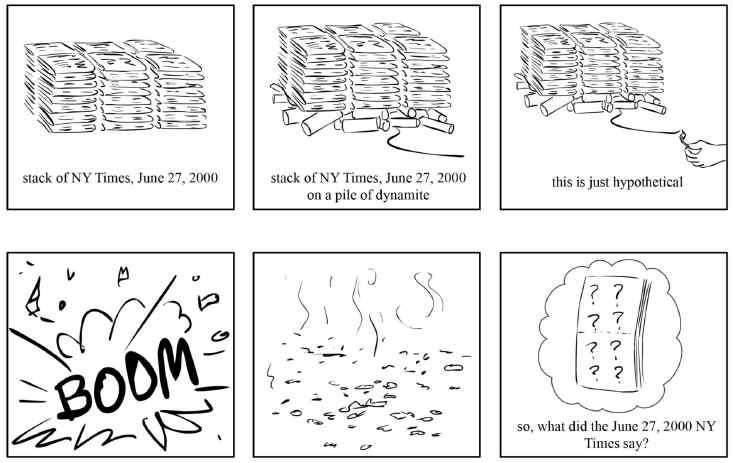 stack of NY Times, June 27, 2000
stack of NY Times, June 27, 2000
on a pile of dynamite
this is just hypothetical
BOOM
? ?
? ?
? ?
? ?
so, what did the June 27, 2000 NY
Times say?